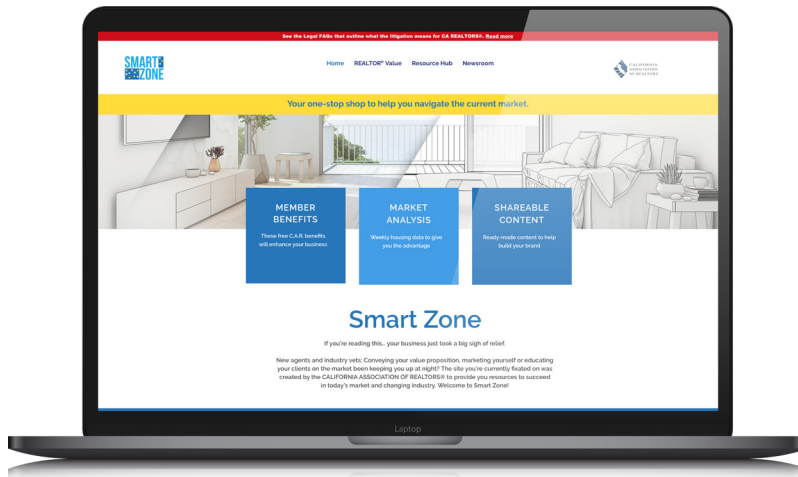 See the Legal FAQs that outline what the litigation means for CA REALTORS®. Read more
SMART
ZONE
Home REALTOR® Value Resource Hub Newsroom
CALIFORNIA
ASSOCIATION
OF REALTORS®
Your one-stop shop to help you navigate the current market.
MEMBER
BENEFITS
These free C.A.R. benefits
will enhance your business
MARKET
ANALYSIS
Weekly housing data to give
you the advantage
SHAREABLE
CONTENT
Ready-made content to help
build your brand
Smart Zone
If you're reading this... your business just took a big sigh of relief.
New agents and industry vets: Conveying your value proposition, marketing yourself or educating
your clients on the market been keeping you up at night? The site you're currently fixated on was
created by the CALIFORNIA ASSOCIATION OF REALTORS® to provide you resources to succeed
in today's market and changing industry. Welcome to Smart Zone!
Laptop